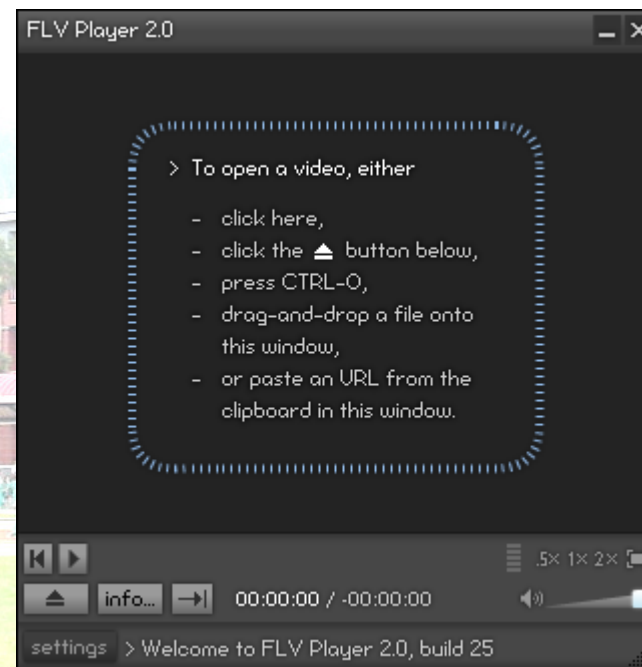 FLV Player 2.0
> To open a video, either
- click here,
- click the ⏏ button below,
- press CTRL-O,
- drag-and-drop a file onto
this window,
- or paste an URL from the
clipboard in this window.
.5× 1× 2×
info... 00:00:00 / -00:00:00
settings > Welcome to FLV Player 2.0, build 25